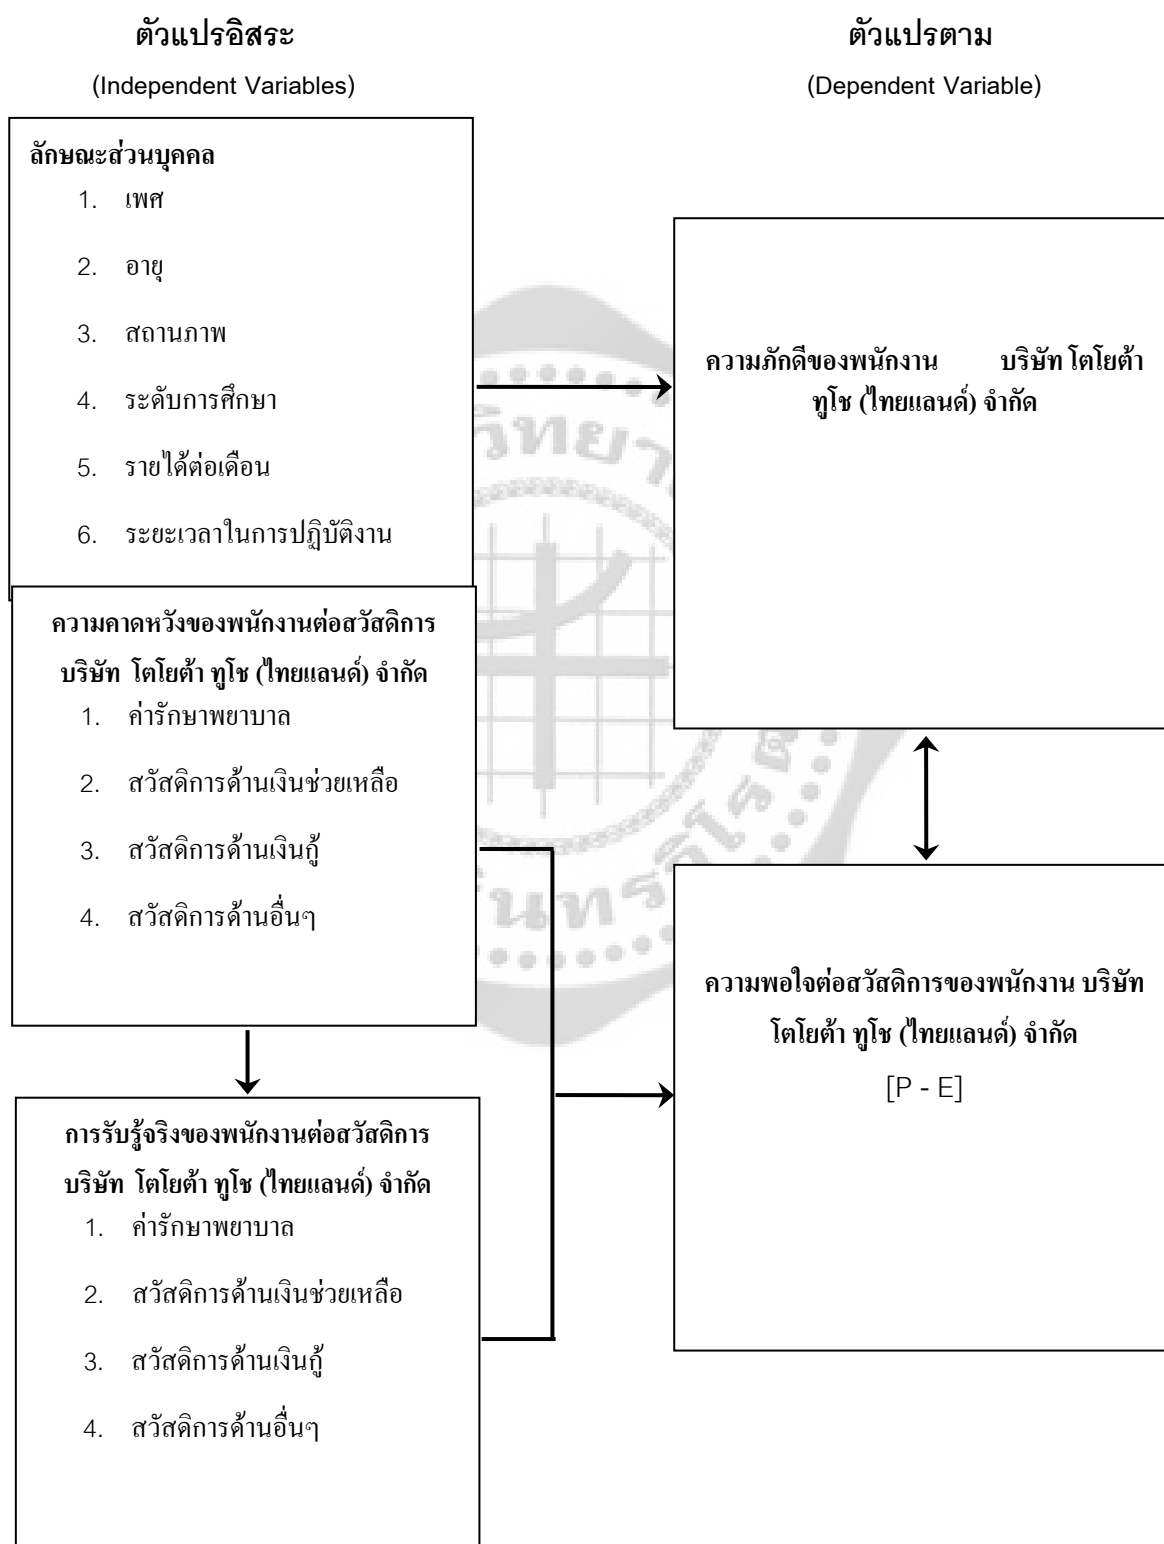 ตัวแปรอิสระ
(Independent Variables)
ตัวแปรตาม
(Dependent Variable)
ลักษณะส่วนบุคคล
1. เพศ
2. อายุ
3. สถานภาพ
4. ระดับการศึกษา
5. รายได้ต่อเดือน
6. ระยะเวลาในการปฏิบัติงาน
ความภักดีของพนักงาน บริษัท โตโยต้า
ทูโช (ไทยแลนด์) จำกัด
ความคาดหวังของพนักงานต่อสวัสดิการ
บริษัท โตโยต้า ทูโช (ไทยแลนด์) จำกัด
1. ค่ารักษาพยาบาล
2. สวัสดิการด้านเงินช่วยเหลือ
3. สวัสดิการด้านเงินกู้
4. สวัสดิการด้านอื่นๆ
ความพอใจต่อสวัสดิการของพนักงาน บริษัท
โตโยต้า ทูโช (ไทยแลนด์) จำกัด
[P - E]
การรับรู้จริงของพนักงานต่อสวัสดิการ
บริษัท โตโยต้า ทูโช (ไทยแลนด์) จำกัด
1. ค่ารักษาพยาบาล
2. สวัสดิการด้านเงินช่วยเหลือ
3. สวัสดิการด้านเงินกู้
4. สวัสดิการด้านอื่นๆ